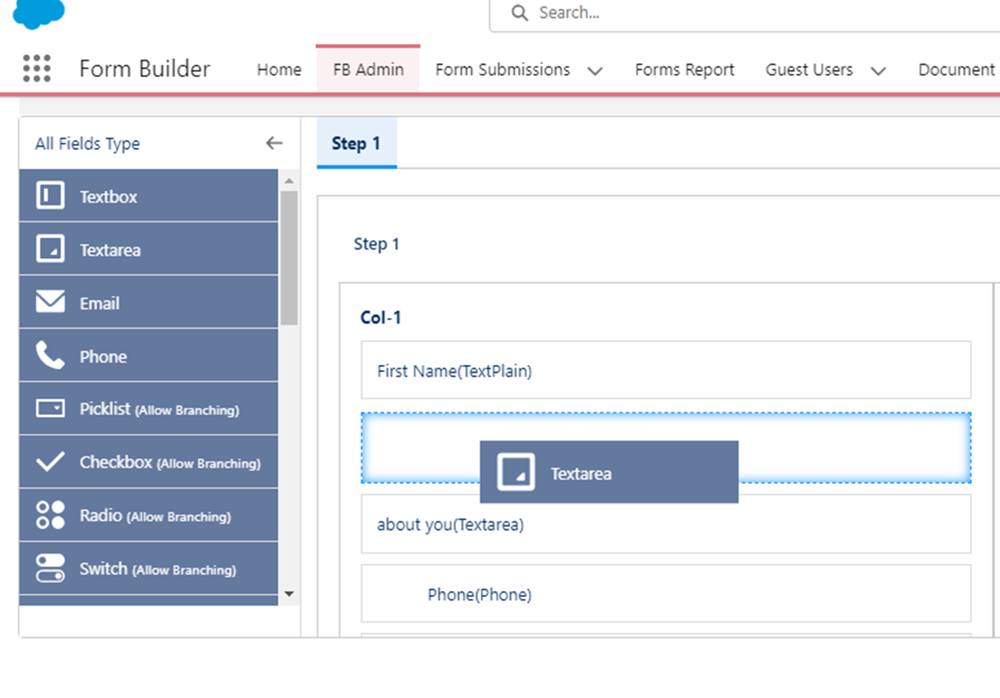 Search...
Form Builder Home FB Admin Form Submissions Forms Report Guest Users Document
All Fields Type
Step 1
Textbox
Textarea
Email
Phone
Picklist (Allow Branching)
Checkbox (Allow Branching)
Radio (Allow Branching)
Switch (Allow Branching)
Step 1
Col-1
First Name(TextPlain)
Textarea
about you(Textarea)
Phone(Phone)